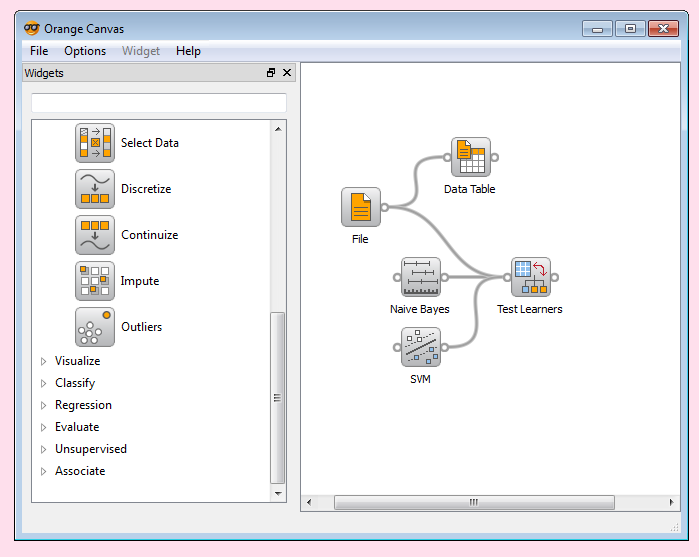 Orange Canvas
File Options Widget Help
Widgets
Select Data
Discretize
Continuize
Impute
Outliers
Visualize
Classify
Regression
Evaluate
Unsupervised
Associate
Data Table
File
Naive Bayes
Test Learners
SVM